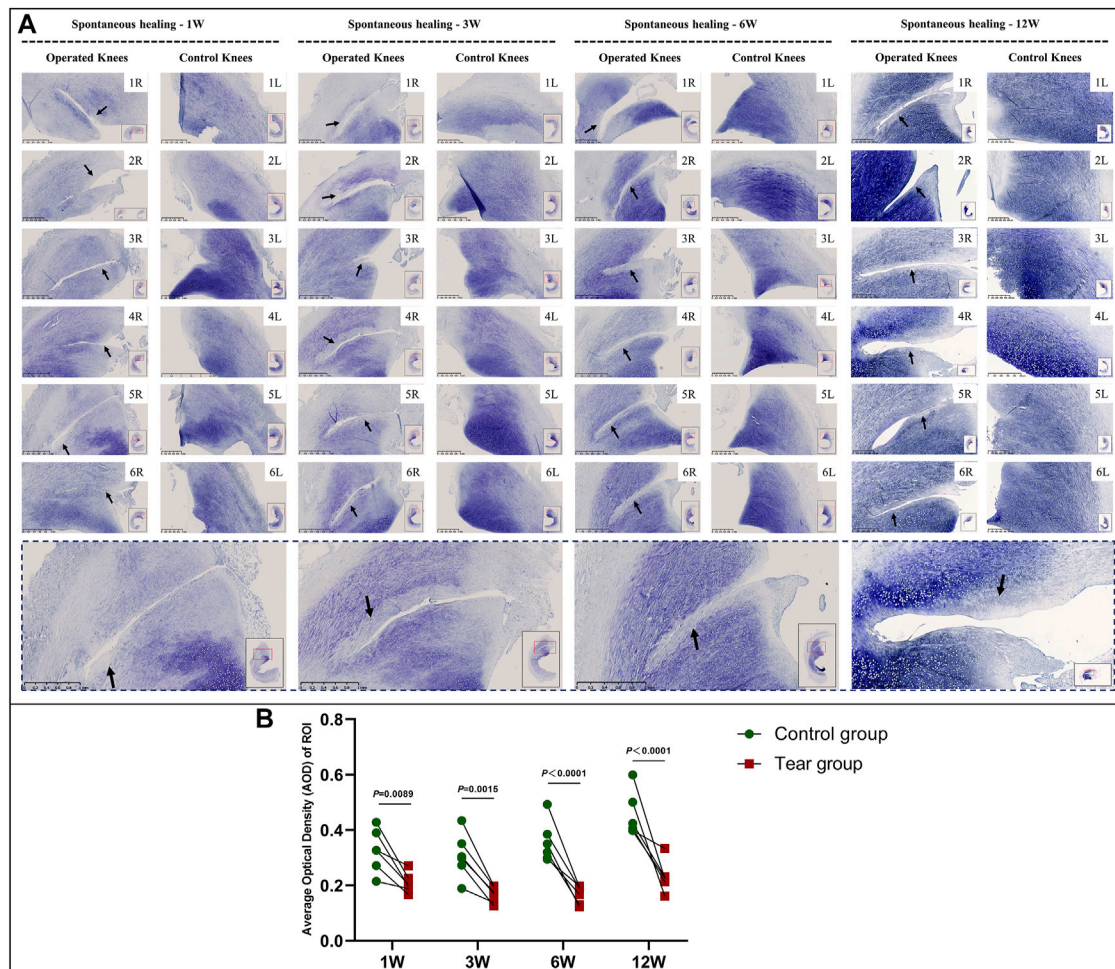 A
Spontaneous healing - 1W Spontaneous healing - 3W Spontaneous healing - 6W Spontaneous healing - 12W
Operated Knees Control Knees Operated Knees Control Knees Operated Knees Control Knees Operated Knees Control Knees
1R 1L 1R 1L 1R 1L 1R 1L
2R 2L 2R 2L 2R 2L 2R 2L
3R 3L 3R 3L 3R 3L 3R 3L
4R 4L 4R 4L 4R 4L 4R 4L
5R 5L 5R 5L 5R 5L 5R 5L
6R 6L 6R 6L 6R 6L 6R 6L
B
Average Optical Density (AOD) of ROI
0.8
0.6
0.4
0.2
0.0
P=0.0089
P=0.0015
P<0.0001
P<0.0001
1W 3W 6W 12W
Control group
Tear group